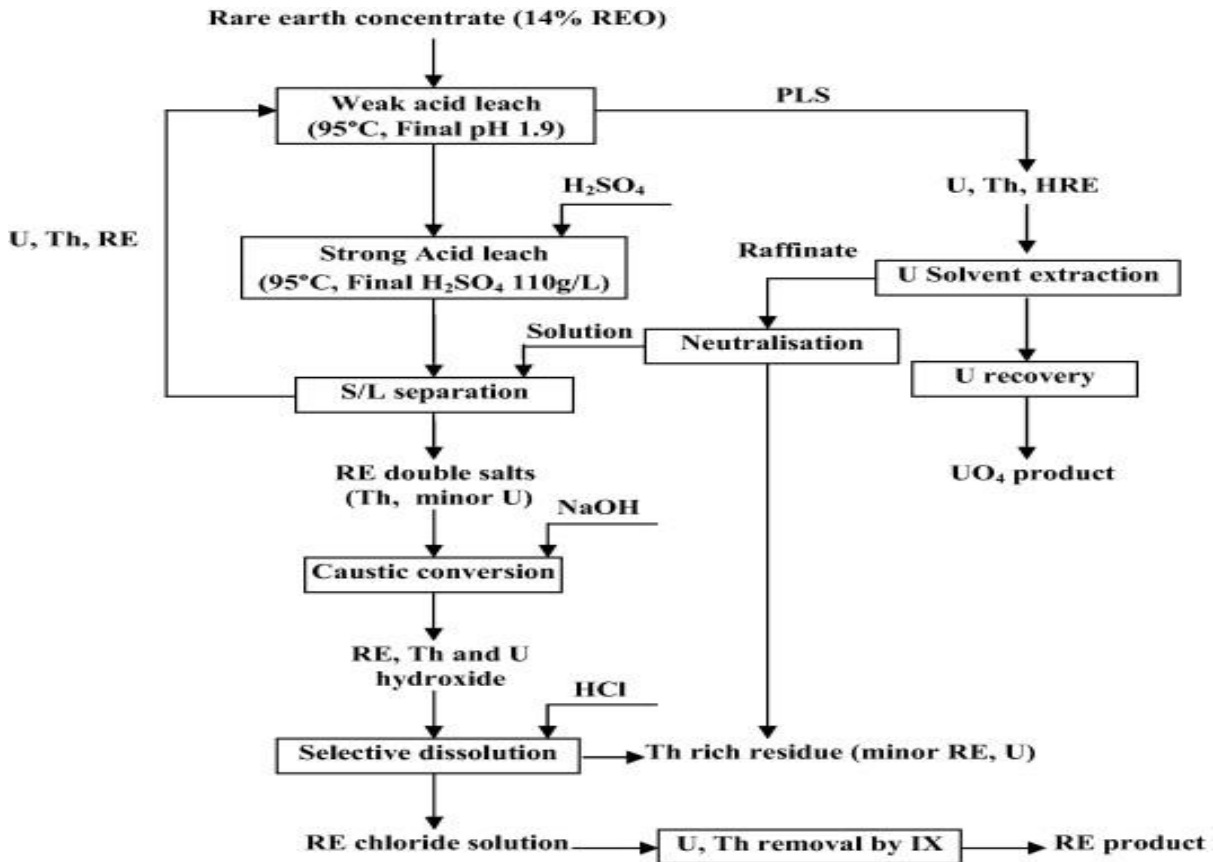 Rare earth concentrate (14% REO)
Weak acid leach
(95°C, Final pH 1.9)
PLS
H₂SO₄
U, Th, HRE
U, Th, RE
Strong Acid leach
(95°C, Final H₂SO₄ 110g/L)
Raffinate
U Solvent extraction
Solution
Neutralisation
U recovery
S/L separation
RE double salts
(Th, minor U)
UO₄ product
NaOH
Caustic conversion
RE, Th and U
hydroxide
HCl
Selective dissolution
Th rich residue (minor RE, U)
RE chloride solution
U, Th removal by IX
RE product